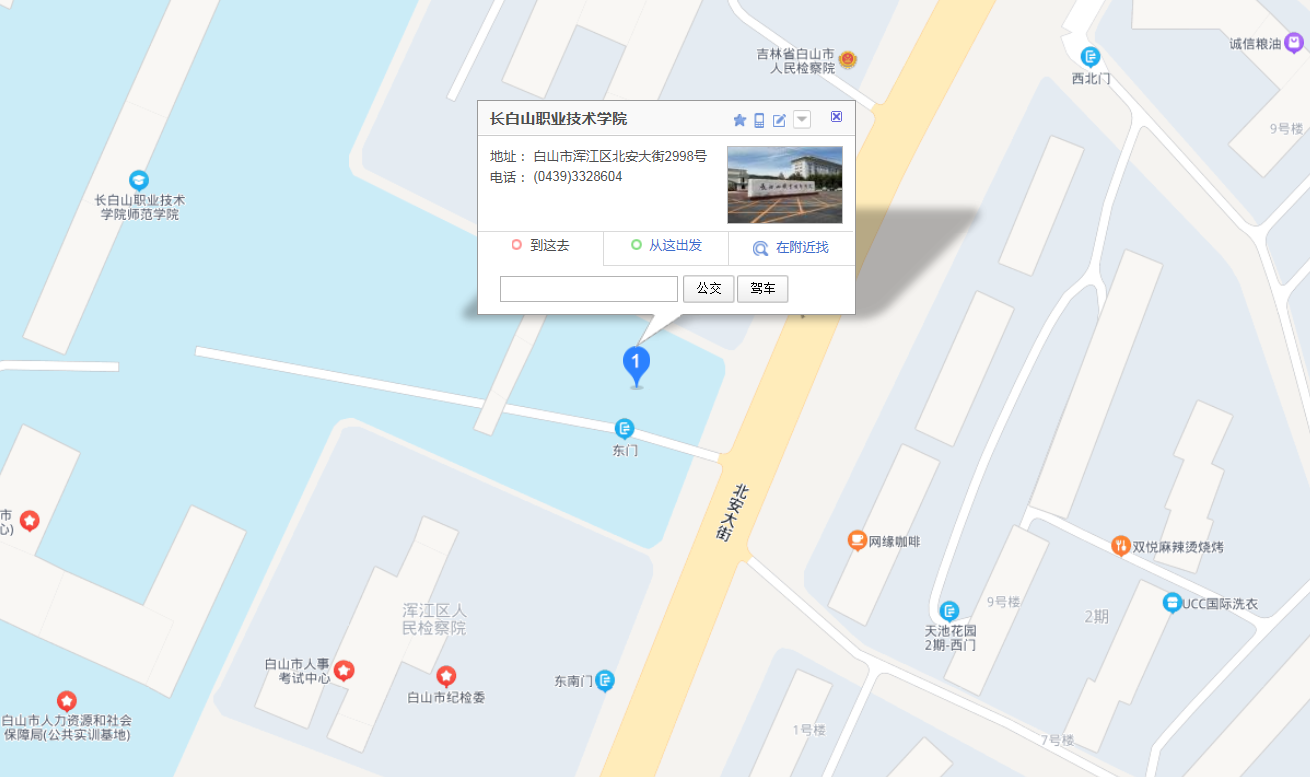 诚信粮油
吉林省白山市
人民检察院
西北门
长白山职业技术学院
9号楼
地址： 白山市浑江区北安大街2998号
电话： (0439)3328604
长白山职业技术
学院师范学院
到这去
从这出发
在附近找
公交
驾车
1
东门
北安大街
市
心)
网缘咖啡
双悦麻辣烫烧烤
浑江区人
民检察院
9号楼
2期
UCC国际洗衣
天池花园
2期-西门
白山市人事
考试中心
白山市纪检委
东南门
白山市人力资源和社会
保障局(公共实训基地)
1号楼
7号楼